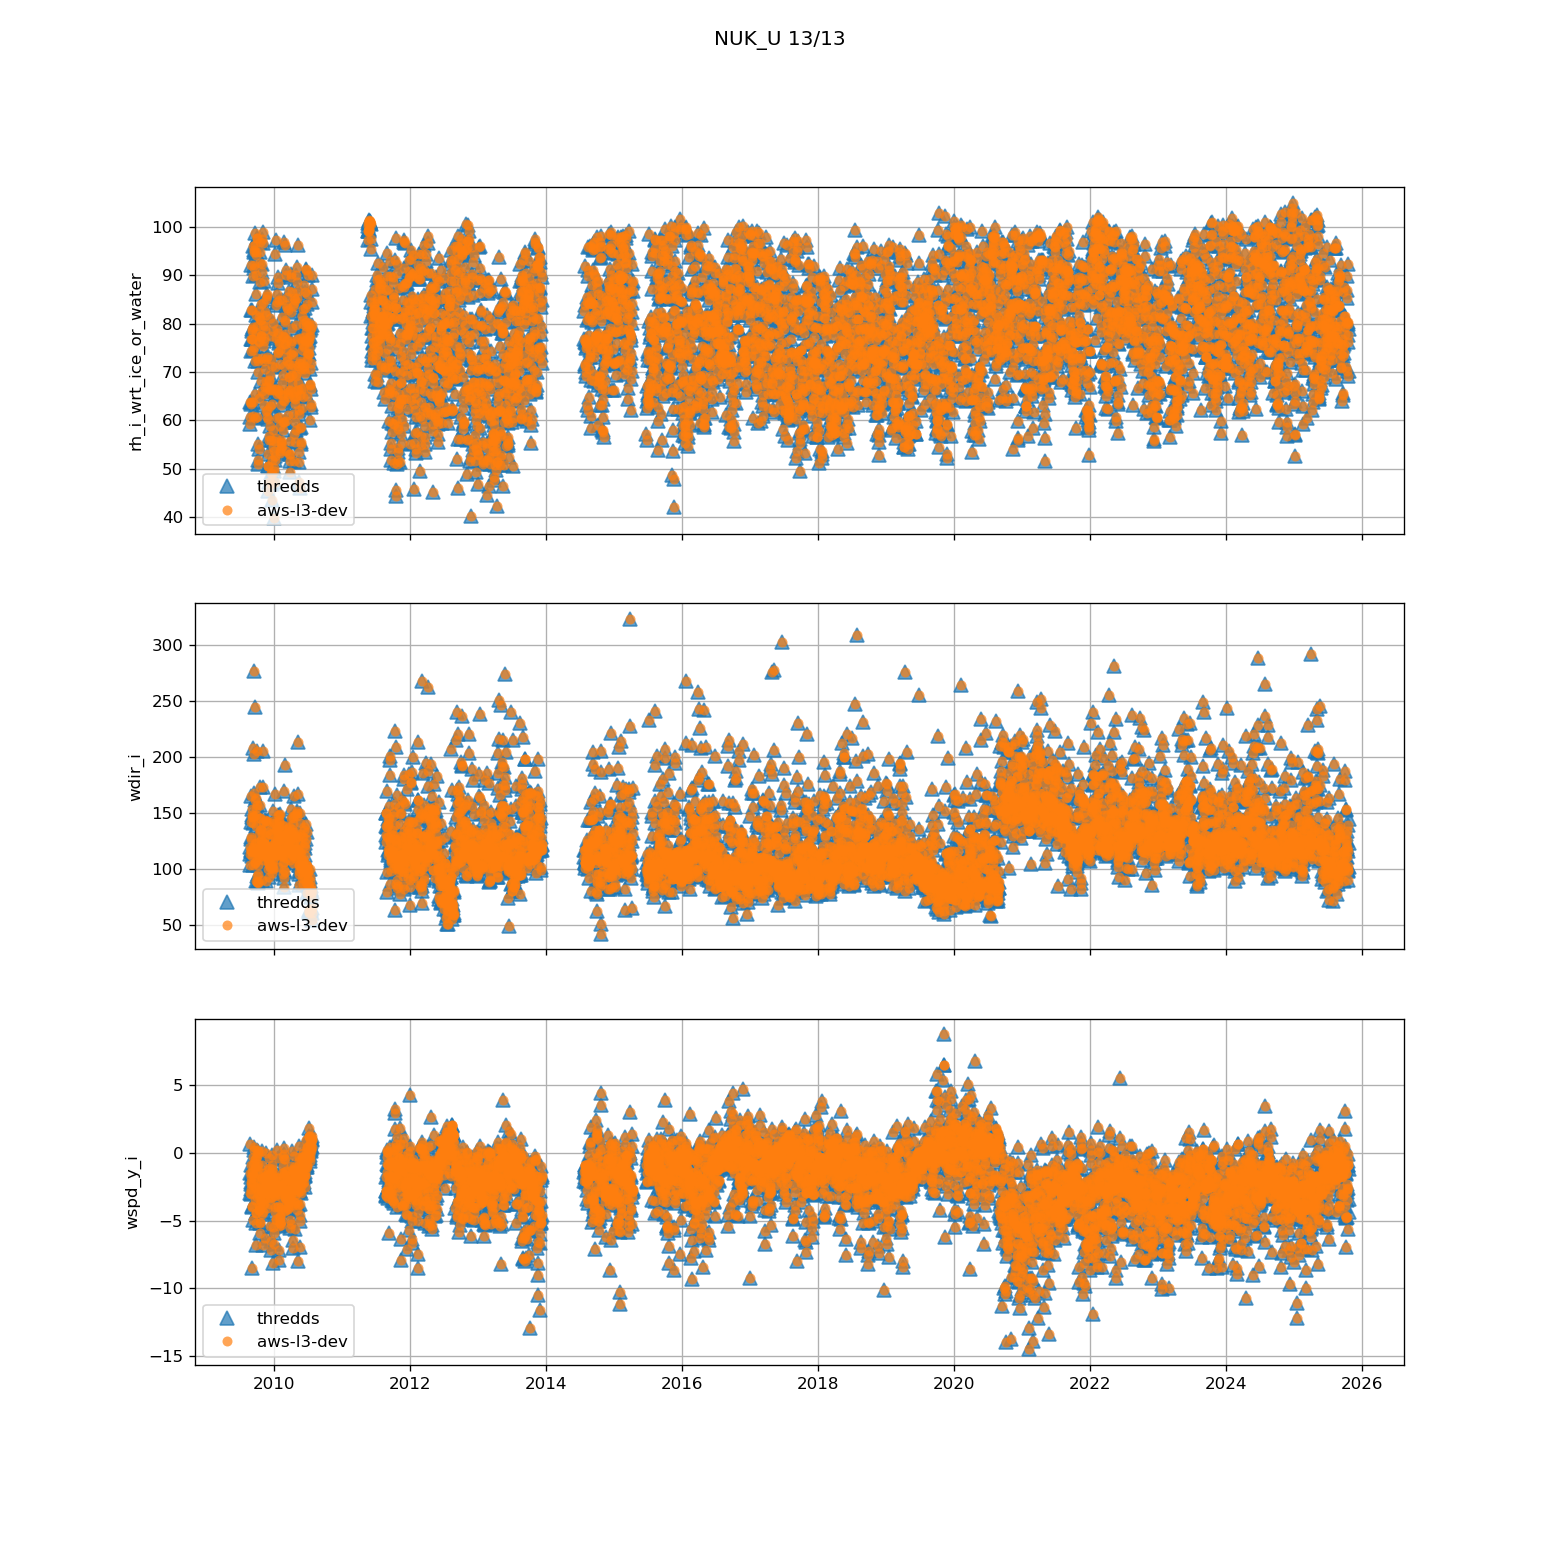 NUK_U 13/13
100
90
80
70
60
50
40
rh_i_wrt_ice_or_water
thredds
aws-l3-dev
300
250
200
150
100
50
wdir_i
thredds
aws-l3-dev
5
0
−5
−10
−15
wspd_y_i
thredds
aws-l3-dev
2010 2012 2014 2016 2018 2020 2022 2024 2026